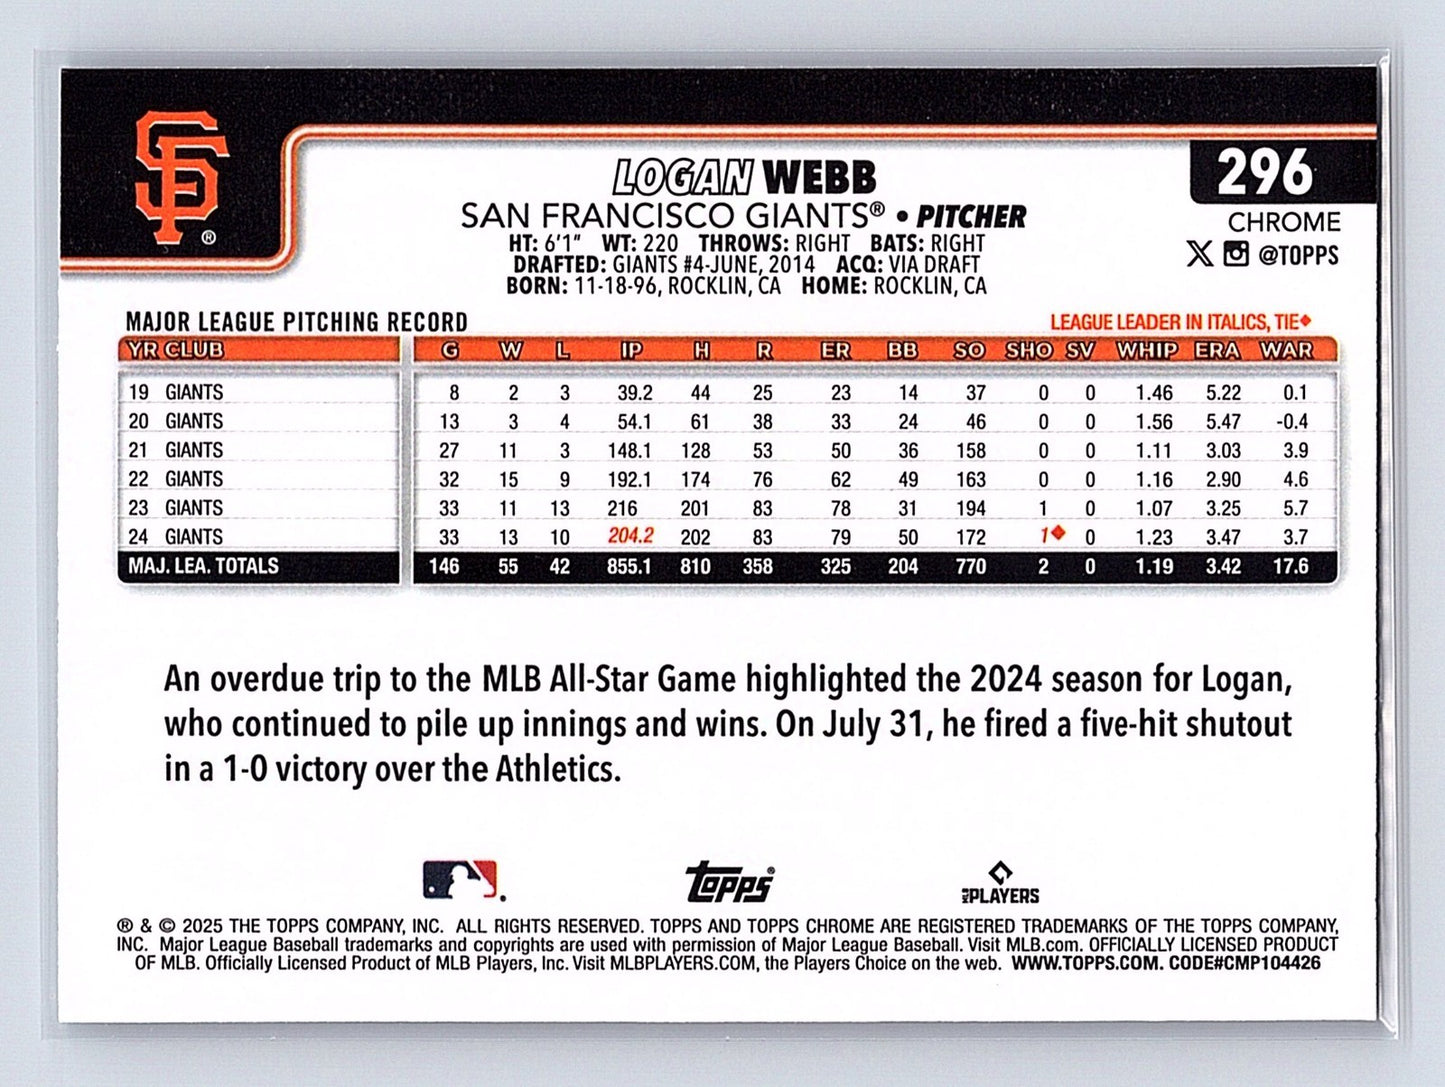 SF®
LOGAN WEBB
296
SAN FRANCISCO GIANTS® • PITCHER
CHROME
HT: 6'1" WT: 220 THROWS: RIGHT BATS: RIGHT
@TOPPS
DRAFTED: GIANTS #4-JUNE, 2014 ACQ: VIA DRAFT
BORN: 11-18-96, ROCKLIN, CA HOME: ROCKLIN, CA
MAJOR LEAGUE PITCHING RECORD LEAGUE LEADER IN ITALICS, TIE♦
YR CLUB G W L IP H R ER BB SO SHO SV WHIP ERA WAR
19 GIANTS 8 2 3 39.2 44 25 23 14 37 0 0 1.46 5.22 0.1
20 GIANTS 13 3 4 54.1 61 38 33 24 46 0 0 1.56 5.47 -0.4
21 GIANTS 27 11 3 148.1 128 53 50 36 158 0 0 1.11 3.03 3.9
22 GIANTS 32 15 9 192.1 174 76 62 49 163 0 0 1.16 2.90 4.6
23 GIANTS 33 11 13 216 201 83 78 31 194 1 0 1.07 3.25 5.7
24 GIANTS 33 13 10 204.2 202 83 79 50 172 1♦ 0 1.23 3.47 3.7
MAJ. LEA. TOTALS 146 55 42 855.1 810 358 325 204 770 2 0 1.19 3.42 17.6
An overdue trip to the MLB All-Star Game highlighted the 2024 season for Logan,
who continued to pile up innings and wins. On July 31, he fired a five-hit shutout
in a 1-0 victory over the Athletics.
Topps®
MLB PLAYERS
® & © 2025 THE TOPPS COMPANY, INC. ALL RIGHTS RESERVED. TOPPS AND TOPPS CHROME ARE REGISTERED TRADEMARKS OF THE TOPPS COMPANY,
INC. Major League Baseball trademarks and copyrights are used with permission of Major League Baseball. Visit MLB.com. OFFICIALLY LICENSED PRODUCT
OF MLB. Officially Licensed Product of MLB Players, Inc. Visit MLBPLAYERS.COM, the Players Choice on the web. WWW.TOPPS.COM. CODE#CMP104426